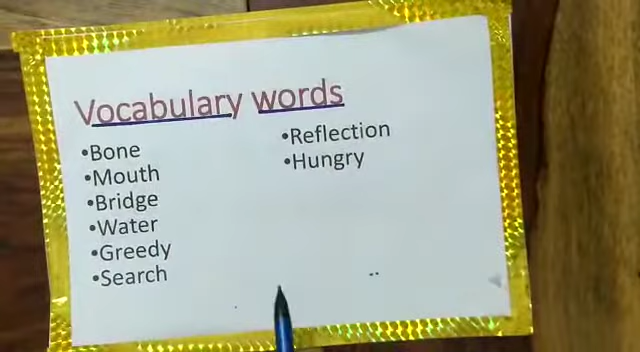 Vocabulary words
•Bone
•Mouth
•Bridge
•Water
•Greedy
•Search
•Reflection
•Hungry